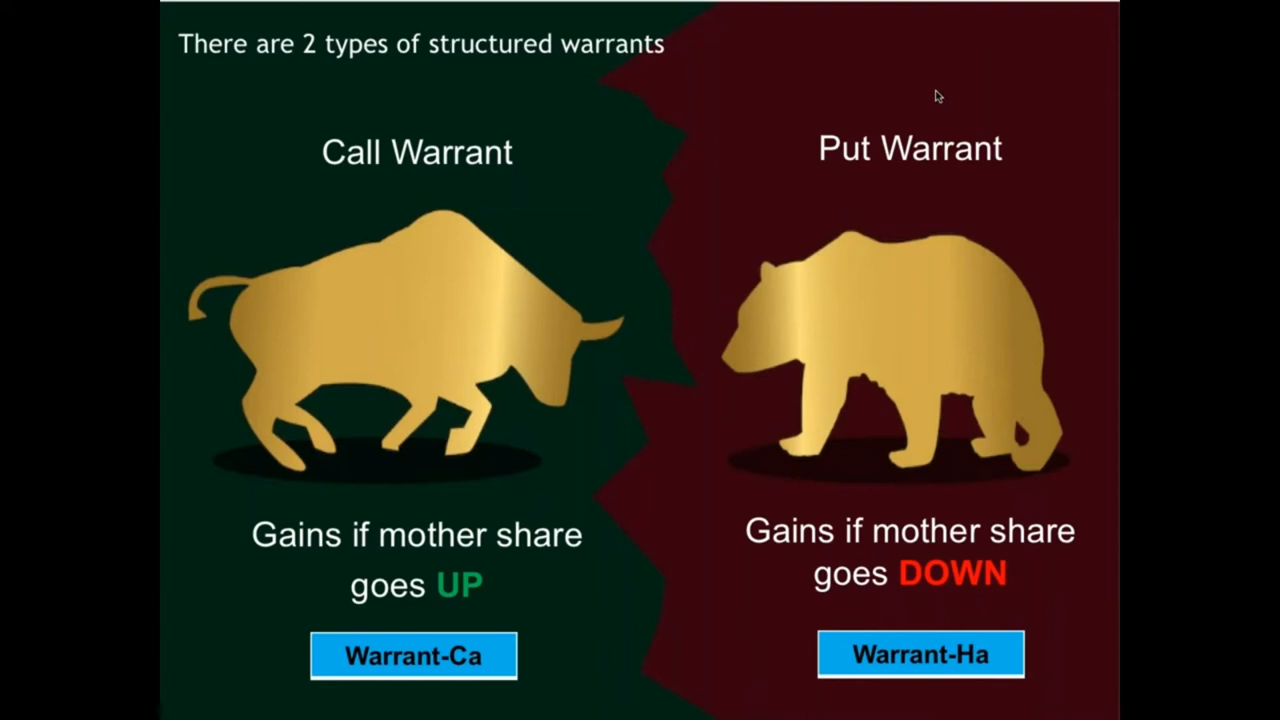 There are 2 types of structured warrants
Call Warrant
Gains if mother share
goes UP
Warrant-Ca
Put Warrant
Gains if mother share
goes DOWN
Warrant-Ha